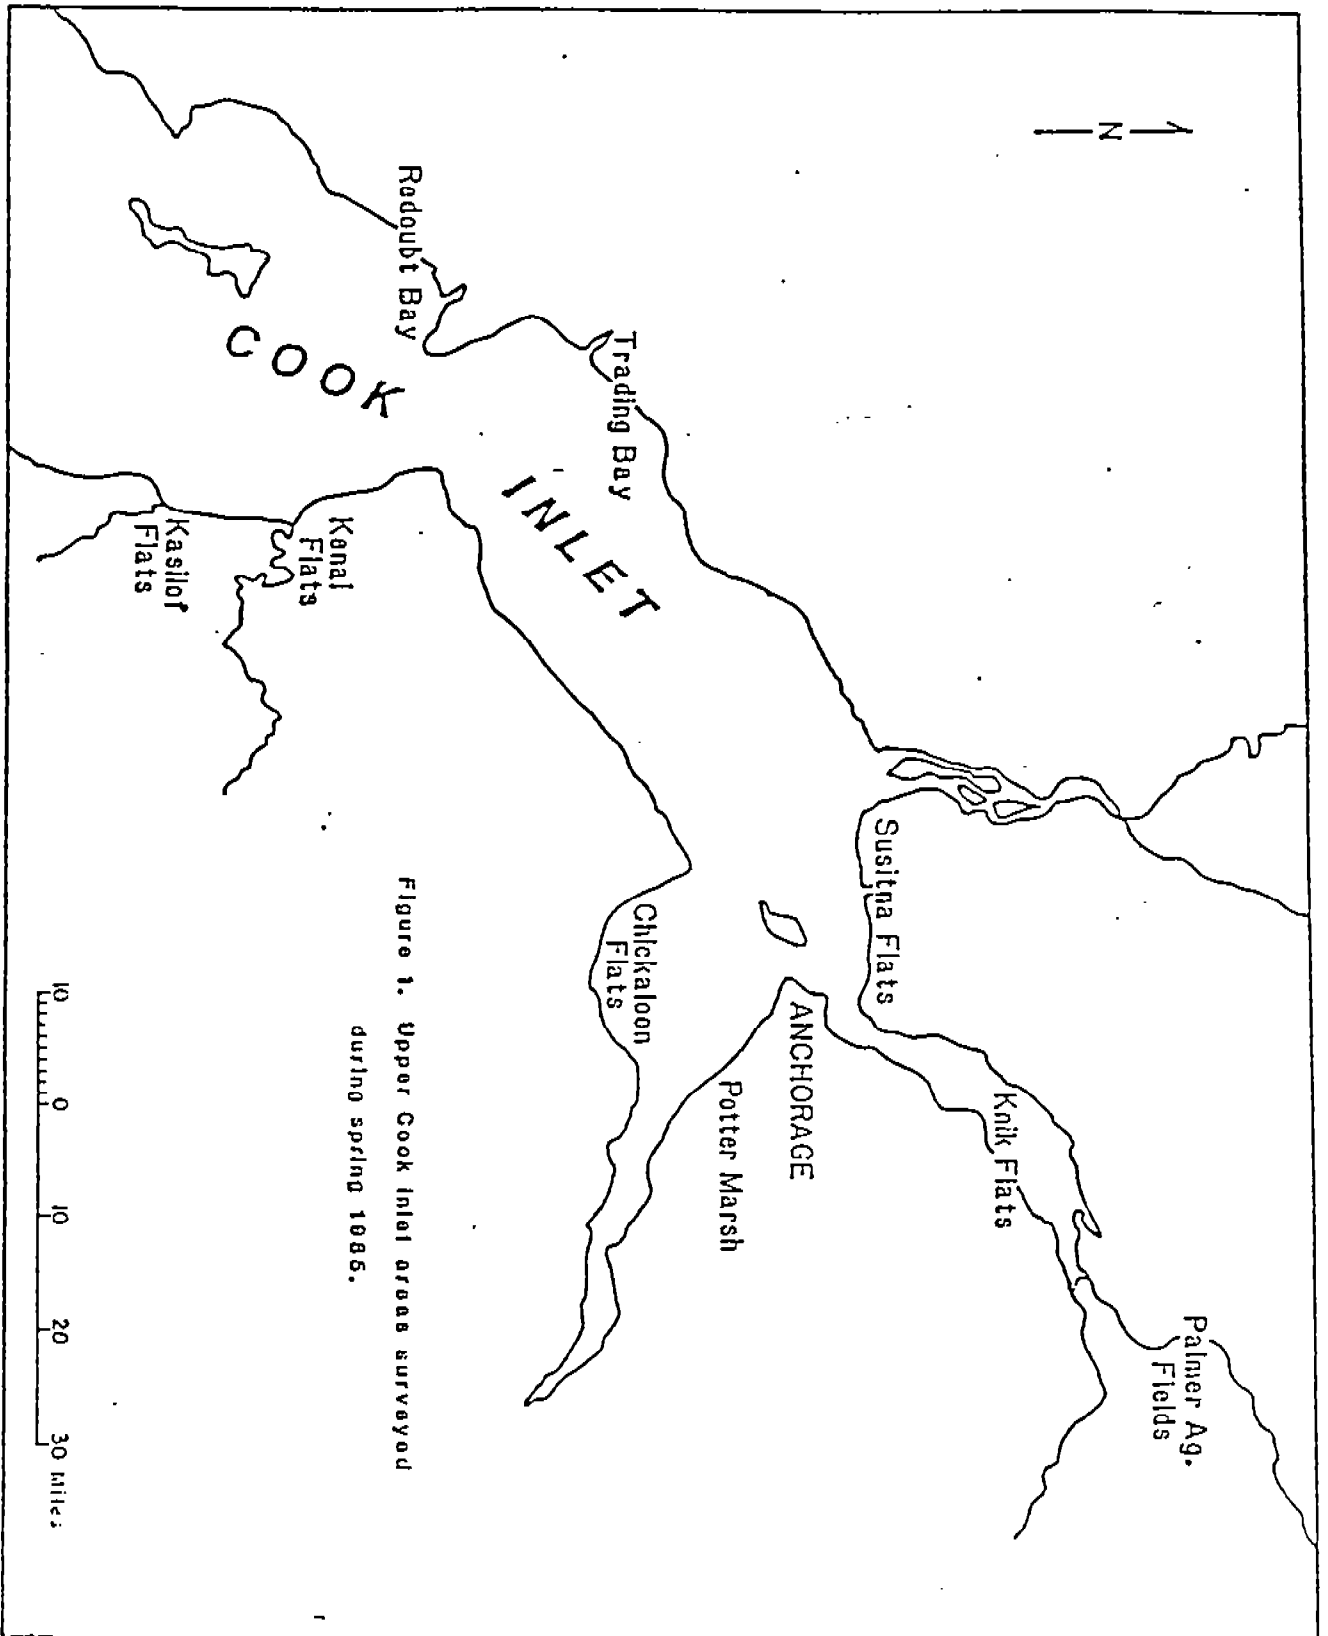 N
Palmer Ag.
Fields
Knik Flats
Susitna Flats
ANCHORAGE
Potter Marsh
Trading Bay
Chickaloon
Flats
INLET
Redoubt Bay
COOK
Kenai
Flats
Kasilof
Flats
Figure 1. Upper Cook Inlet areas surveyed
during spring
10 0 10 20 30 Miles